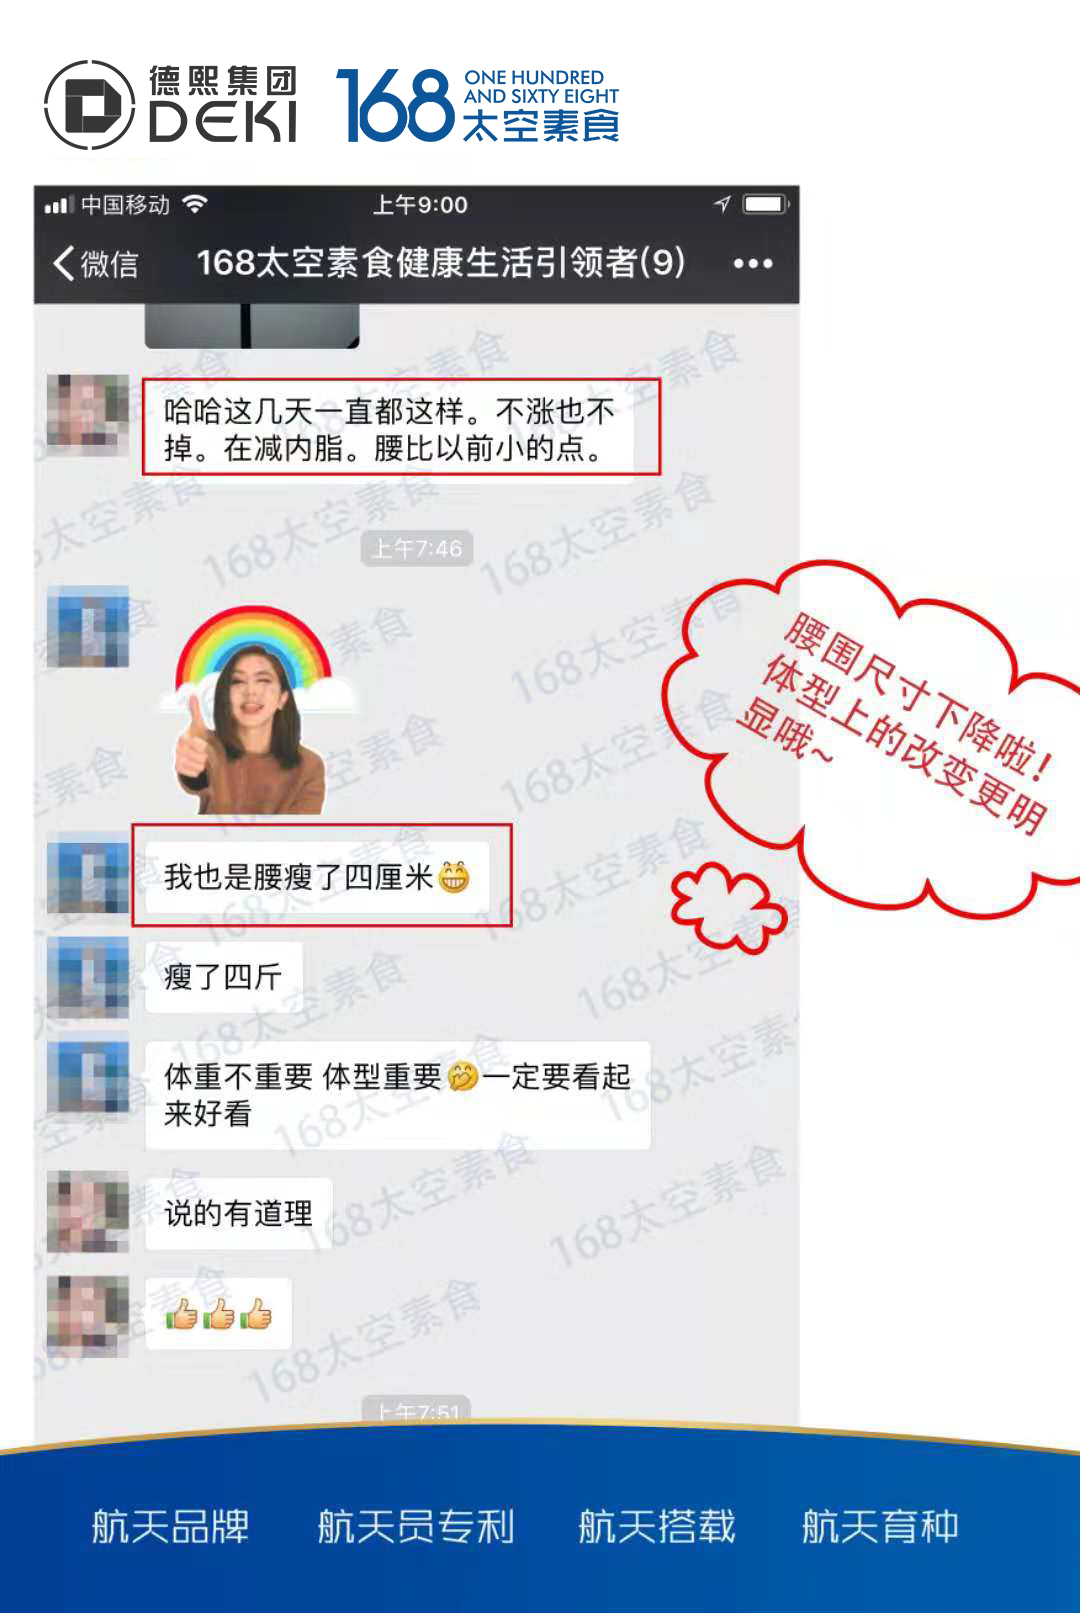 德熙集团
DEKI
168
ONE HUNDRED
AND SIXTY EIGHT
太空素食
中国移动
上午9:00
微信
168太空素食健康生活引领者(9)
哈哈这几天一直都这样。不涨也不
掉。在减内脂。腰比以前小的点。
上午7:46
腰围尺寸下降啦!
体型上的改变更明
显哦~
我也是腰瘦了四厘米😁
瘦了四斤
体重不重要 体型重要🤭一定要看起
来好看
说的有道理
👍👍👍
上午7:51
168太空素食
航天品牌 航天员专利 航天搭载 航天育种